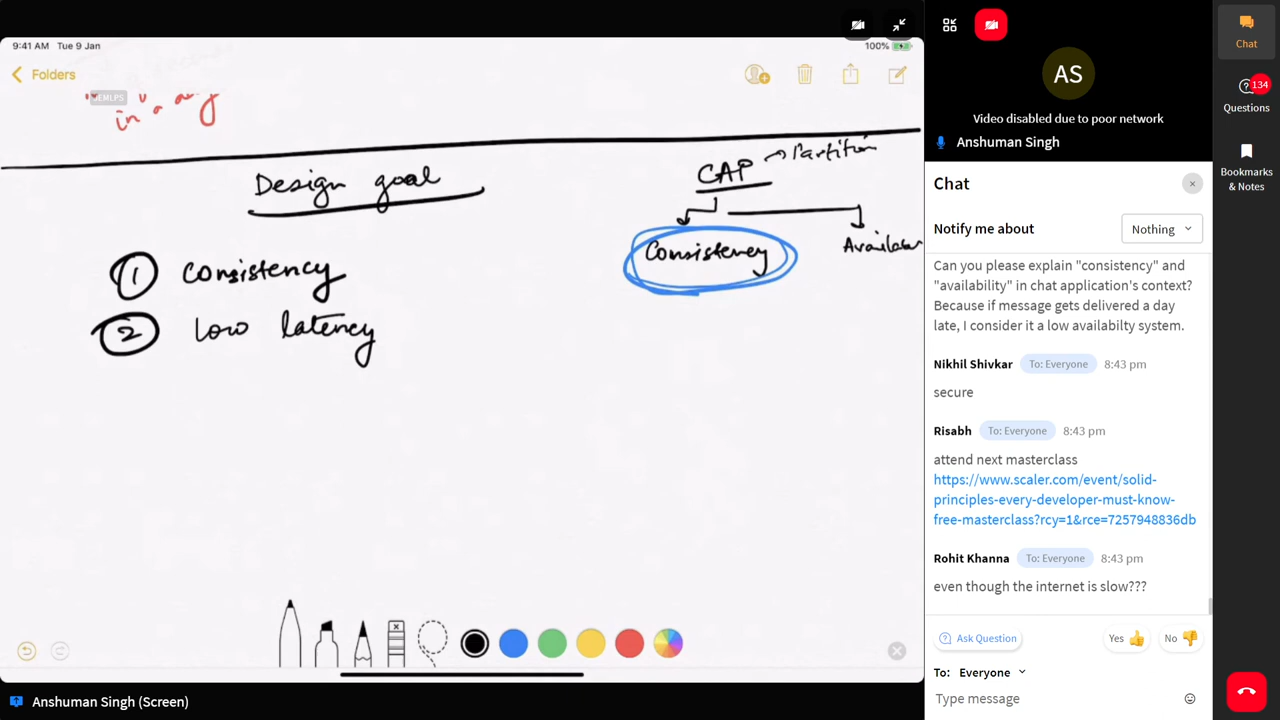 9:41 AM Tue 9 Jan
100%
Folders
in a
Design goal
CAP → Partition
Consistency
Availabil
① consistency
② low latency
Anshuman Singh (Screen)
AS
Video disabled due to poor network
Anshuman Singh
Chat
Notify me about
Nothing
Can you please explain "consistency" and
"availability" in chat application's context?
Because if message gets delivered a day
late, I consider it a low availabilty system.
Nikhil Shivkar To: Everyone 8:43 pm
secure
Risabh To: Everyone 8:43 pm
attend next masterclass
https://www.scaler.com/event/solid-
principles-every-developer-must-know-
free-masterclass?rcy=1&rce=7257948836db
Rohit Khanna To: Everyone 8:43 pm
even though the internet is slow???
Ask Question
Yes 👍 No 👎
To: Everyone
Type message
Chat
134
Questions
Bookmarks
& Notes